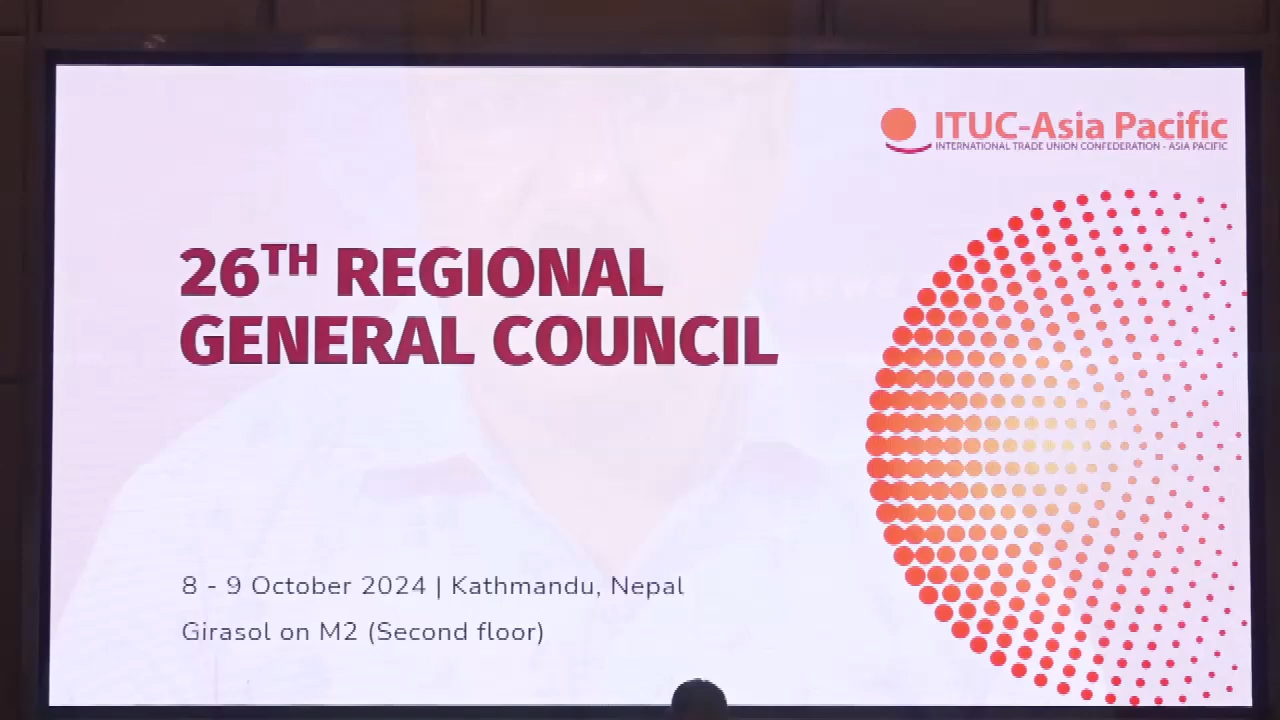 ITUC-Asia Pacific
INTERNATIONAL TRADE UNION CONFEDERATION - ASIA PACIFIC
26TH REGIONAL
GENERAL COUNCIL
8 - 9 October 2024 | Kathmandu, Nepal
Girasol on M2 (Second floor)